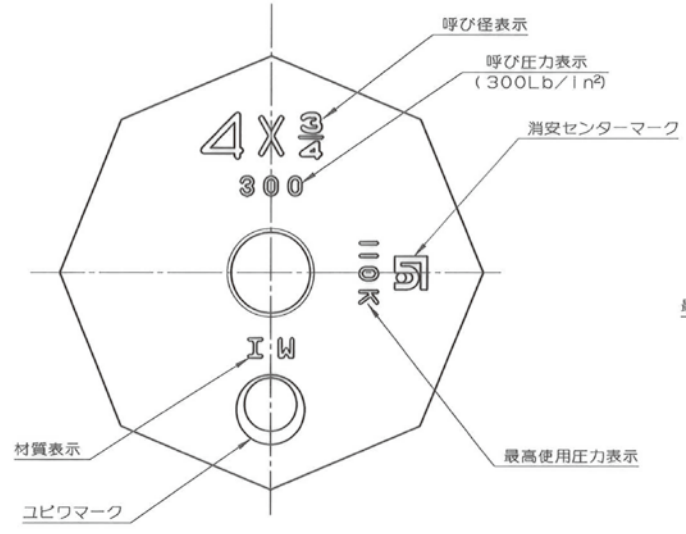 呼び径表示
呼び圧力表示
(300Lb/In²)
4×3/4
300
消安センターマーク
110K
IW
材質表示
最高使用圧力表示
ユビワマーク